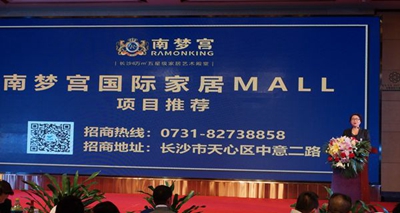 南梦宫
RAMONKING
南梦宫国际家居MALL
项目推荐
招商热线：0731-82738858
招商地址：长沙市天心区中意二路